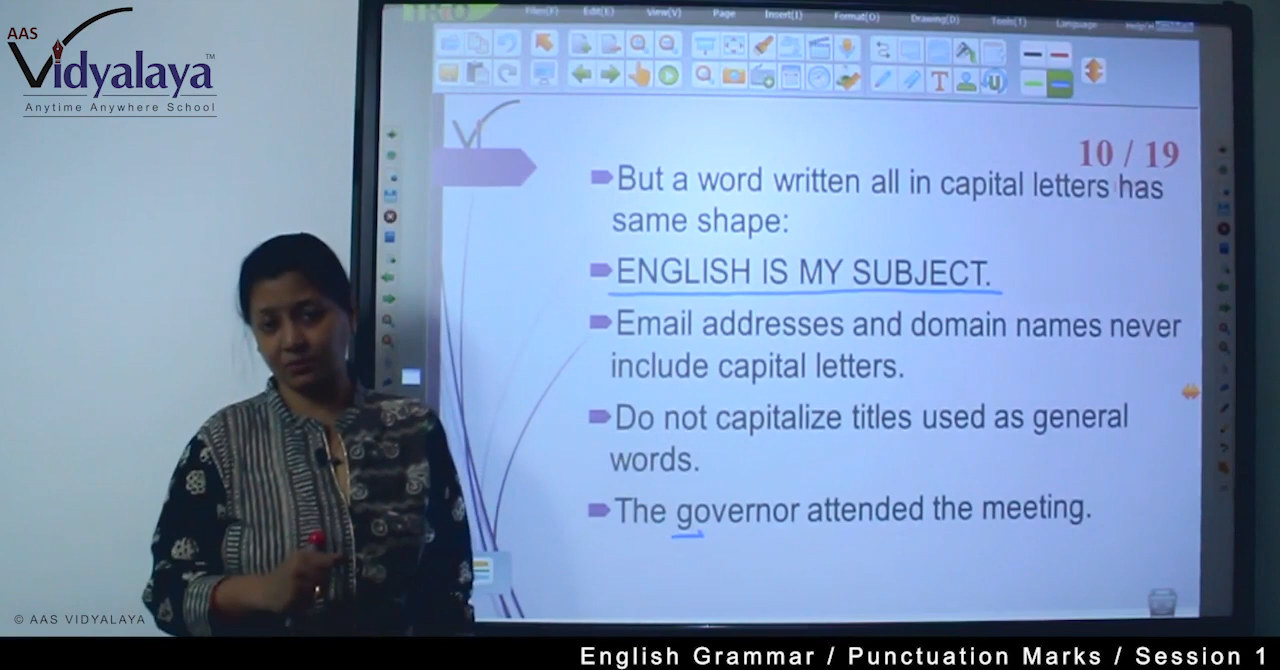 AAS
Vidyalaya™
Anytime Anywhere School
Files(F) Edit(E) View(V) Page Insert(I) Format(O) Drawing(D) Tools(T) Language
10 / 19
But a word written all in capital letters has
same shape:
ENGLISH IS MY SUBJECT.
Email addresses and domain names never
include capital letters.
Do not capitalize titles used as general
words.
The governor attended the meeting.
© AAS VIDYALAYA
English Grammar / Punctuation Marks / Session 1